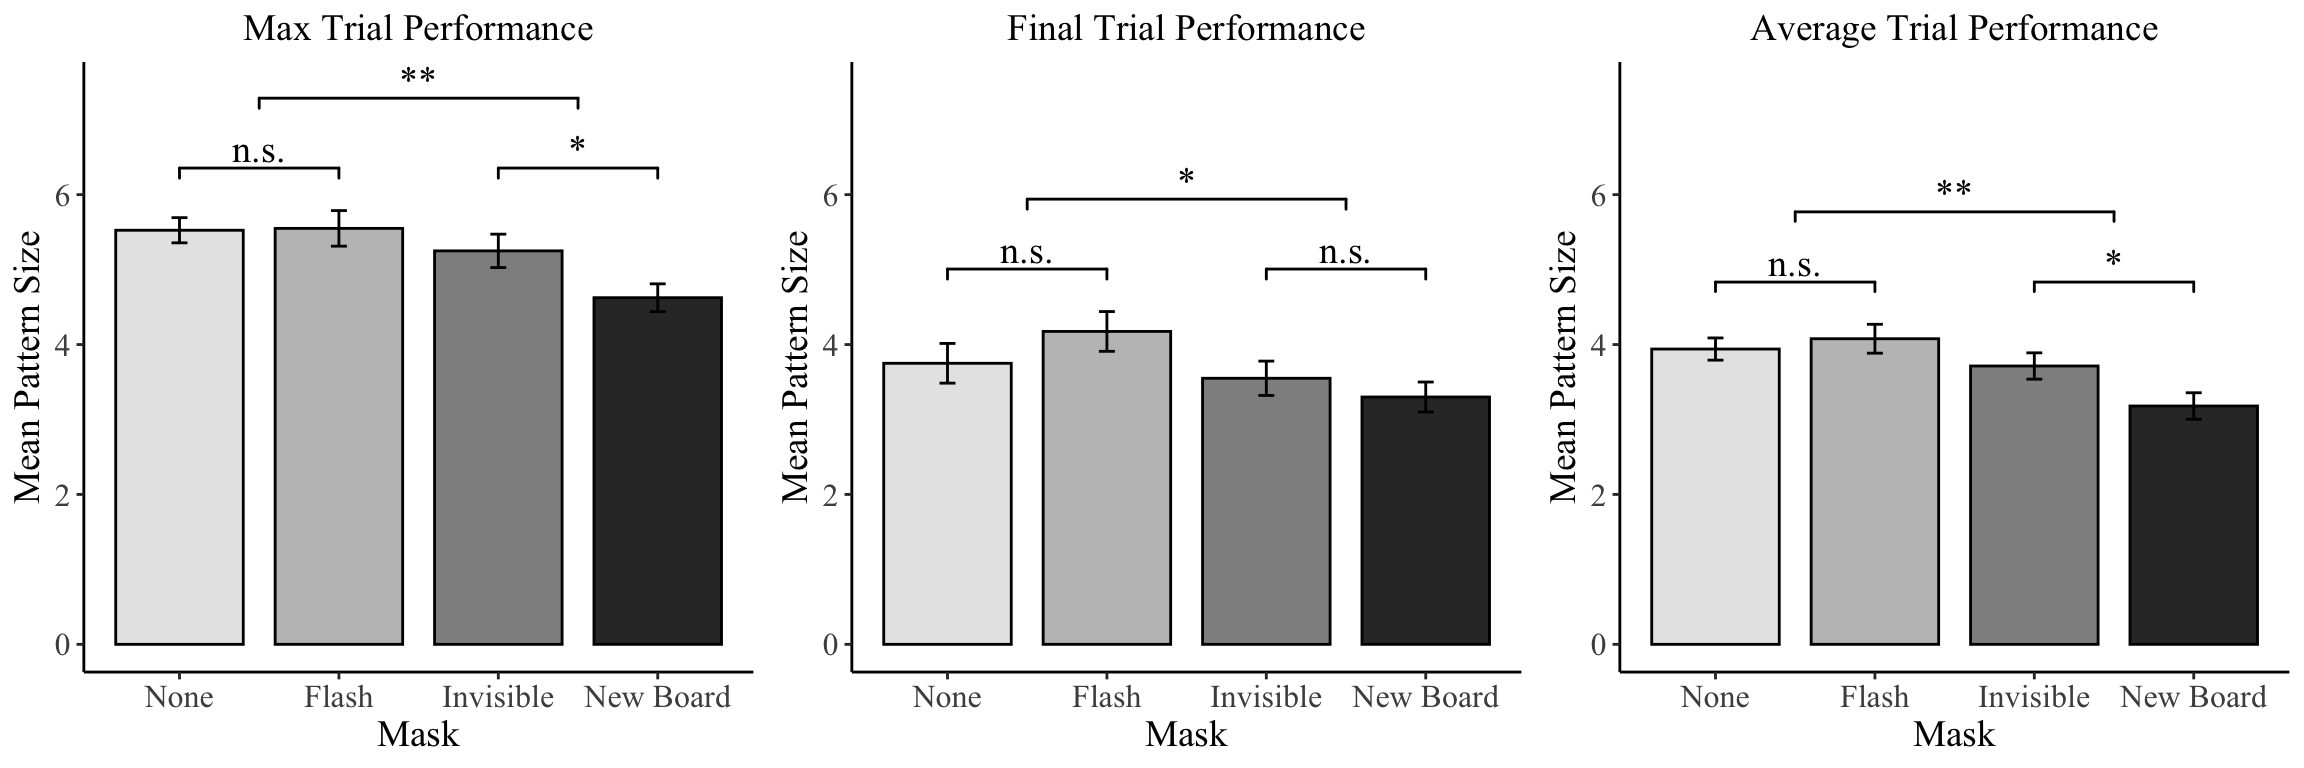 Max Trial Performance
**
n.s.
*
6
4
2
0
Mean Pattern Size
None Flash Invisible New Board
Mask
Final Trial Performance
*
n.s.
n.s.
6
4
2
0
Mean Pattern Size
None Flash Invisible New Board
Mask
Average Trial Performance
**
n.s.
*
6
4
2
0
Mean Pattern Size
None Flash Invisible New Board
Mask